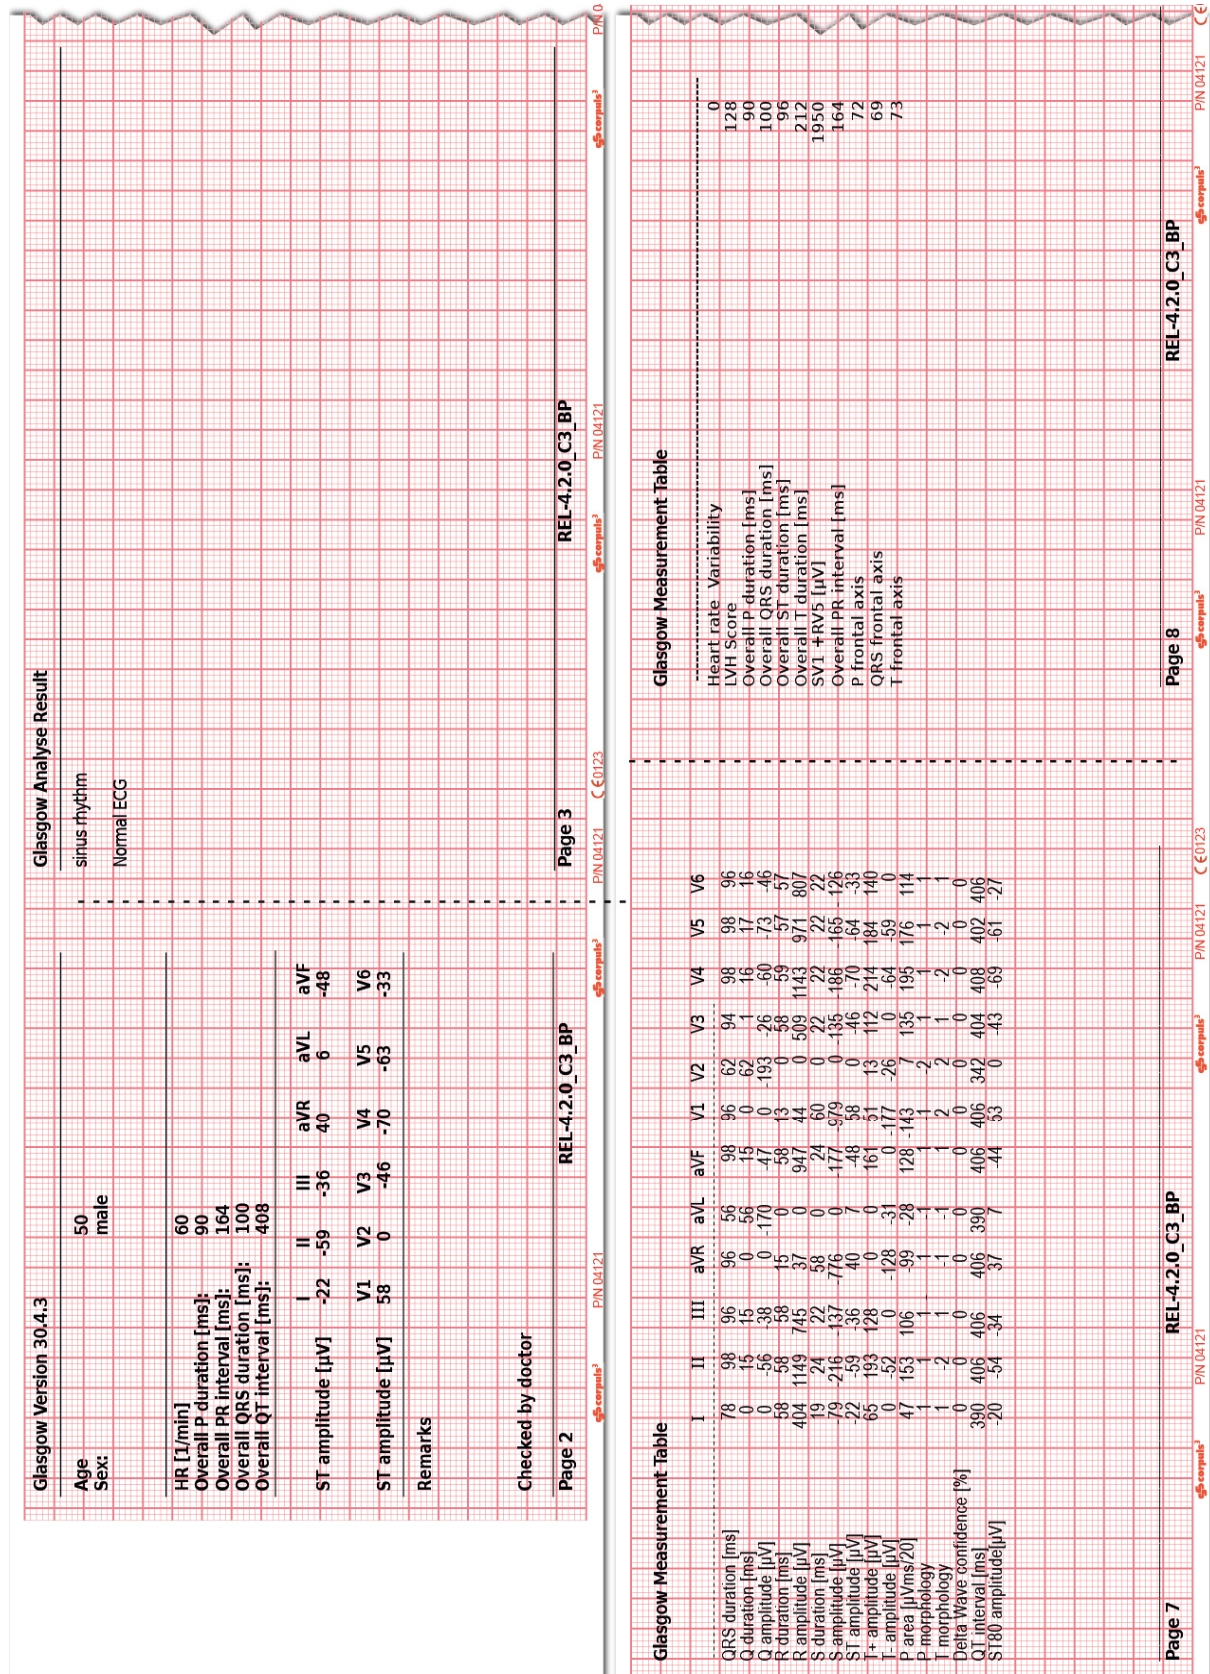 Glasgow Version 30.4.3
Age 50
Sex: male
HR [1/min] 60
Overall P duration [ms]: 90
Overall PR interval [ms]: 164
Overall QRS duration [ms]: 100
Overall QT interval [ms]: 408
I II III aVR aVL aVF
ST amplitude [µV] -22 -59 -36 40 6 -48
V1 V2 V3 V4 V5 V6
ST amplitude [µV] 58 0 -46 -70 -63 -33
Remarks
Checked by doctor
Page 2 REL-4.2.0_C3_BP
corpuls³ P/N 04121 corpuls³
Glasgow Analyse Result
sinus rhythm
Normal ECG
Page 3 REL-4.2.0_C3_BP
P/N 04121 CE0123 corpuls³ P/N 04121 corpuls³ P/N 0
Glasgow Measurement Table
I II III aVR aVL aVF V1 V2 V3 V4 V5 V6
QRS duration [ms] 78 98 96 96 56 98 96 62 94 98 98 96
Q duration [ms] 0 15 15 0 56 15 0 62 1 16 17 16
Q amplitude [µV] 0 -56 -38 0 -170 -47 0 -193 -26 -60 -73 -46
R duration [ms] 58 58 58 15 0 58 13 0 58 59 57 57
R amplitude [µV] 404 1149 745 37 0 947 44 0 509 1143 971 807
S duration [ms] 19 24 22 58 0 24 60 0 22 22 22 22
S amplitude [µV] -79 -216 -137 -776 0 -177 -979 0 -135 -186 -165 -126
ST amplitude [µV] -22 -59 -36 40 7 -48 58 0 -46 -70 -64 -33
T+ amplitude [µV] 65 193 128 0 0 161 51 13 112 214 184 140
T- amplitude [µV] 0 -52 0 -128 -31 0 -177 -26 0 -64 -59 0
P area [µVms/20] 47 153 106 -99 -28 128 -143 7 135 195 176 114
P morphology 1 1 1 1 -1 1 1 -2 1 1 1 1
T morphology 1 -2 1 -1 -1 1 2 2 1 -2 -2 1
Delta Wave confidence [%] 0 0 0 0 0 0 0 0 0 0 0 0
QT interval [ms] 390 406 406 406 390 406 406 342 404 408 402 406
ST80 amplitude[µV] -20 -54 -34 37 7 -44 53 0 -43 -69 -61 -27
Page 7 REL-4.2.0_C3_BP
corpuls³ P/N 04121 corpuls³ P/N 04121 CE0123
Glasgow Measurement Table
Heart rate Variability 0
LVH Score 128
Overall P duration [ms] 90
Overall QRS duration [ms] 100
Overall ST duration [ms] 96
Overall T duration [ms] 212
SV1 +RV5 [µV] 1950
Overall PR interval [ms] 164
P frontal axis 72
QRS frontal axis 69
T frontal axis 73
Page 8 REL-4.2.0_C3_BP
corpuls³ P/N 04121 corpuls³ P/N 04121 CE